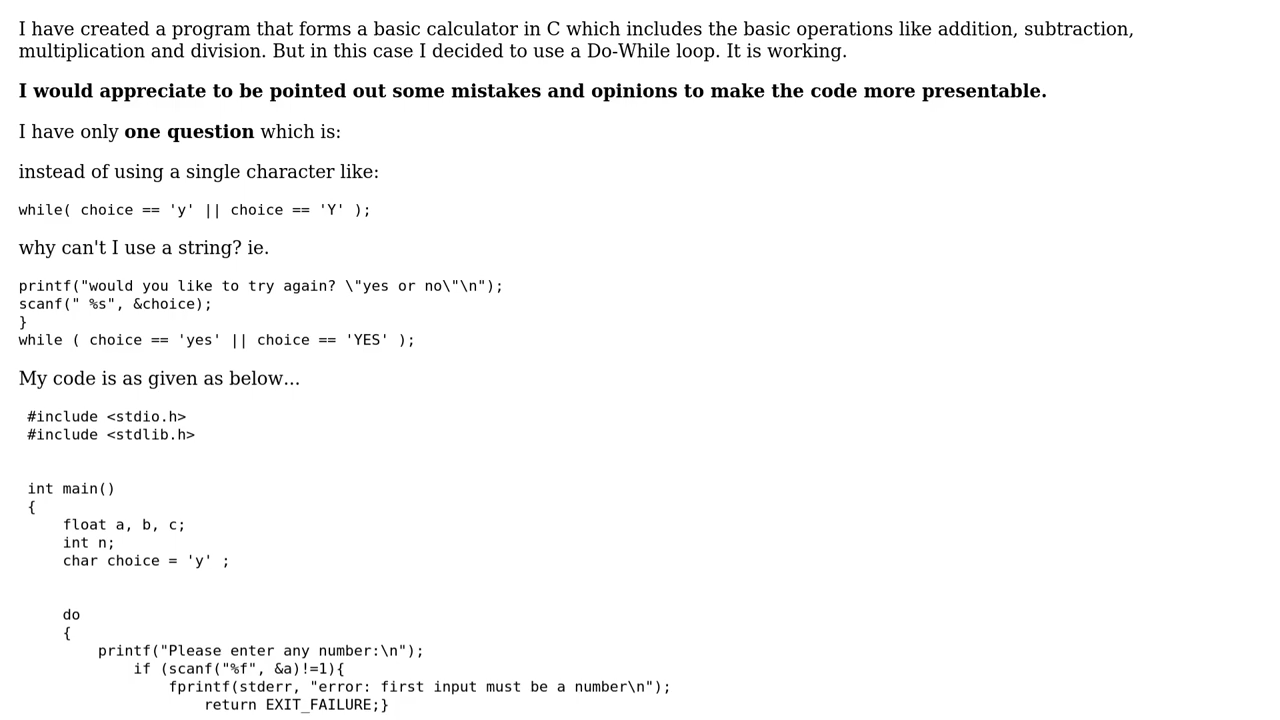 I have created a program that forms a basic calculator in C which includes the basic operations like addition, subtraction,
multiplication and division. But in this case I decided to use a Do-While loop. It is working.
I would appreciate to be pointed out some mistakes and opinions to make the code more presentable.
I have only one question which is:
instead of using a single character like:
while( choice == 'y' || choice == 'Y' );
why can't I use a string? ie.
printf("would you like to try again? \"yes or no\"\n");
scanf(" %s", &choice);
}
while ( choice == 'yes' || choice == 'YES' );
My code is as given as below...
#include <stdio.h>
#include <stdlib.h>
int main()
{
float a, b, c;
int n;
char choice = 'y' ;
do
{
printf("Please enter any number:\n");
if (scanf("%f", &a)!=1){
fprintf(stderr, "error: first input must be a number\n");
return EXIT_FAILURE;}